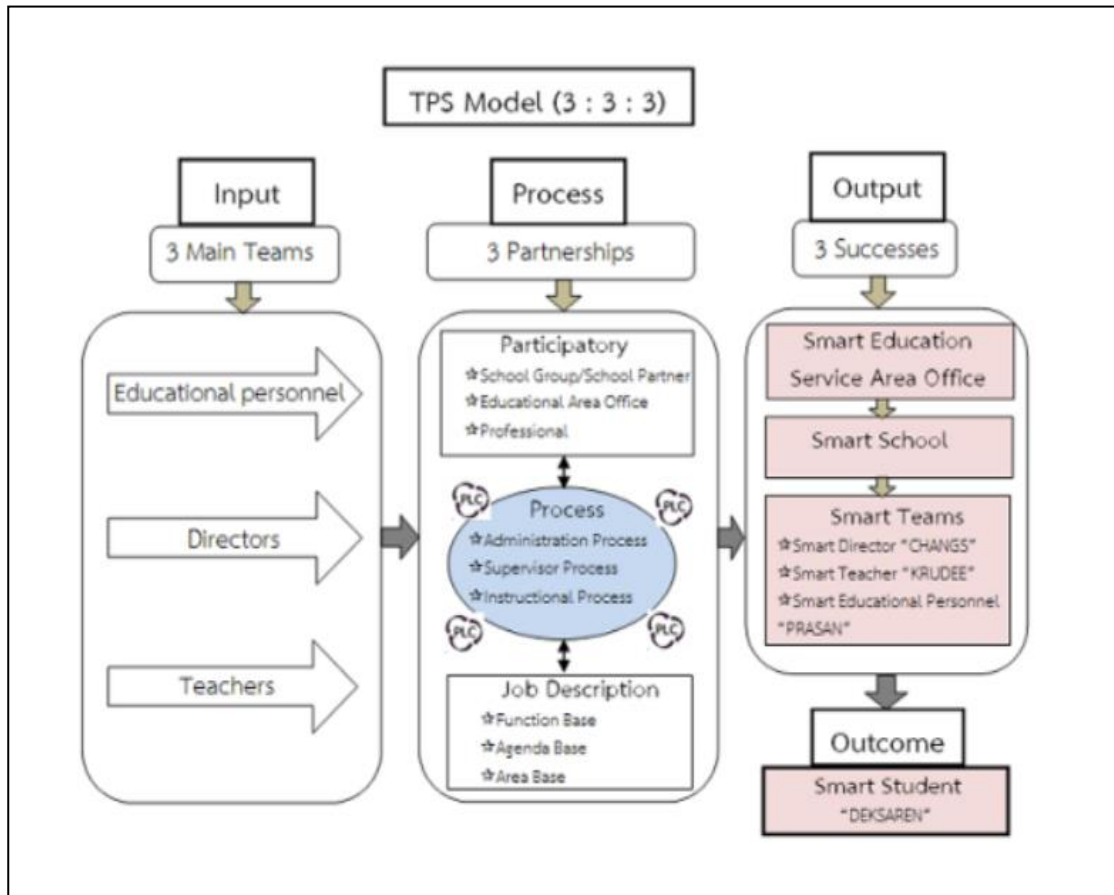 TPS Model (3 : 3 : 3)
Input
3 Main Teams
Educational personnel
Directors
Teachers
Process
3 Partnerships
Participatory
☆School Group/School Partner
☆Educational Area Office
☆Professional
PLC
PLC
Process
☆Administration Process
☆Supervisor Process
☆Instructional Process
PLC
PLC
Job Description
☆Function Base
☆Agenda Base
☆Area Base
Output
3 Successes
Smart Education
Service Area Office
Smart School
Smart Teams
☆Smart Director "CHANGS"
☆Smart Teacher "KRUDEE"
☆Smart Educational Personnel
"PRASAN"
Outcome
Smart Student
"DEKSAREN"